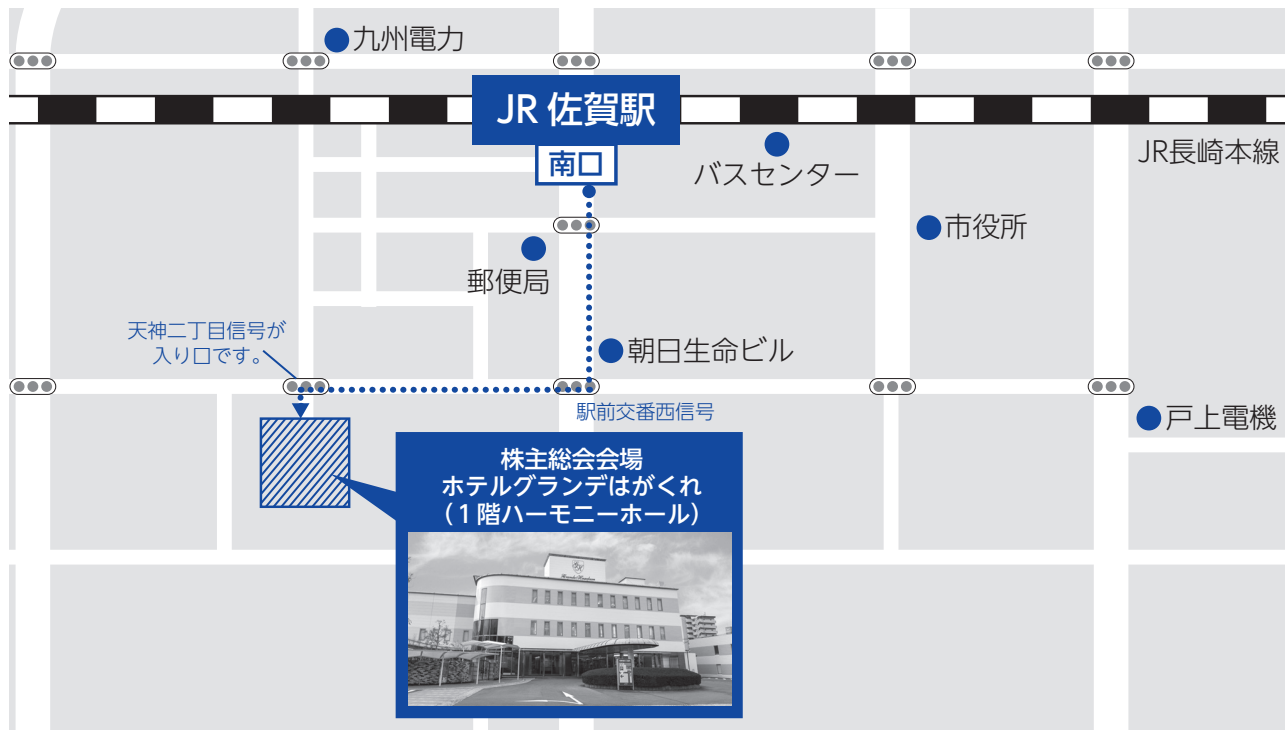 九州電力
JR 佐賀駅
南口
バスセンター
JR長崎本線
市役所
郵便局
天神二丁目信号が
入り口です。
朝日生命ビル
駅前交番西信号
戸上電機
株主総会会場
ホテルグランデはがくれ
(1階ハーモニーホール)